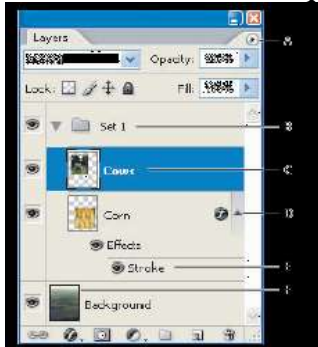 Layers
Opacity:
A
Lock: Fill:
Set 1 B
Cows C
Corn D
Effects
Stroke E
F
Background